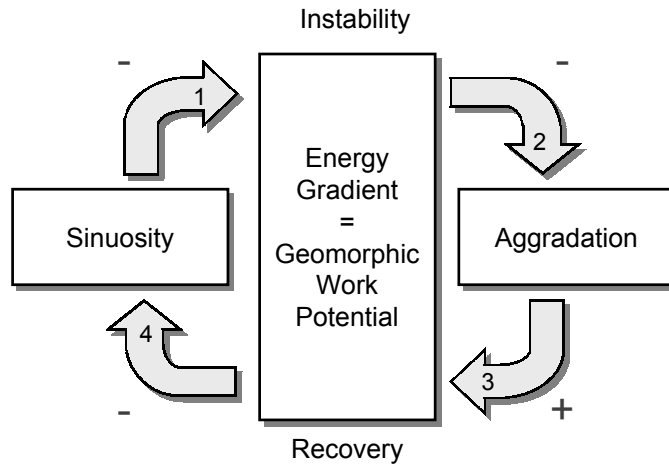 Instability
-
-
1
2
Energy
Gradient
=
Geomorphic
Work
Potential
Sinuosity
Aggradation
4
3
-
+
Recovery